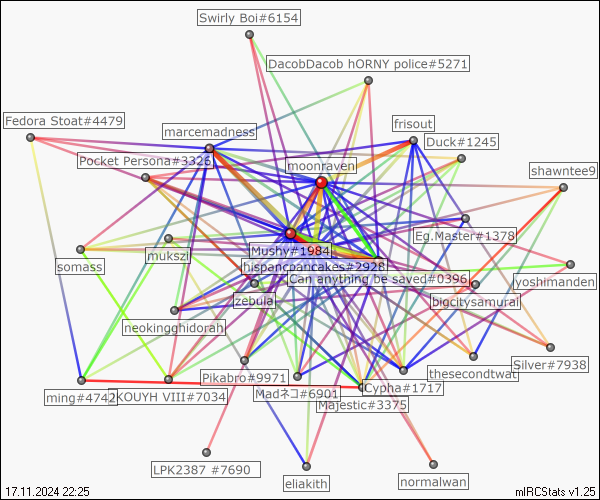 Swirly Boi#6154
DacobDacob hORNY police#5271
Fedora Stoat#4479
marcemadness
frisout
Duck#1245
Pocket Persona#3326
moonraven
shawntee9
Eg.Master#1378
Mushy#1984
mukszi
somass
hispancpancakes#2928
Can anything be saved#0396
yoshimanden
zebula
bigcitysamurai
neokingghidorah
Silver#7938
thesecondtwat
Pikabro#9971
Cypha#1717
Madネコ#6901
KOUYH VIII#7034
ming#4742
Majestic#3375
LPK2387 #7690
eliakith
normalwan
17.11.2024 22:25
mIRCStats v1.25